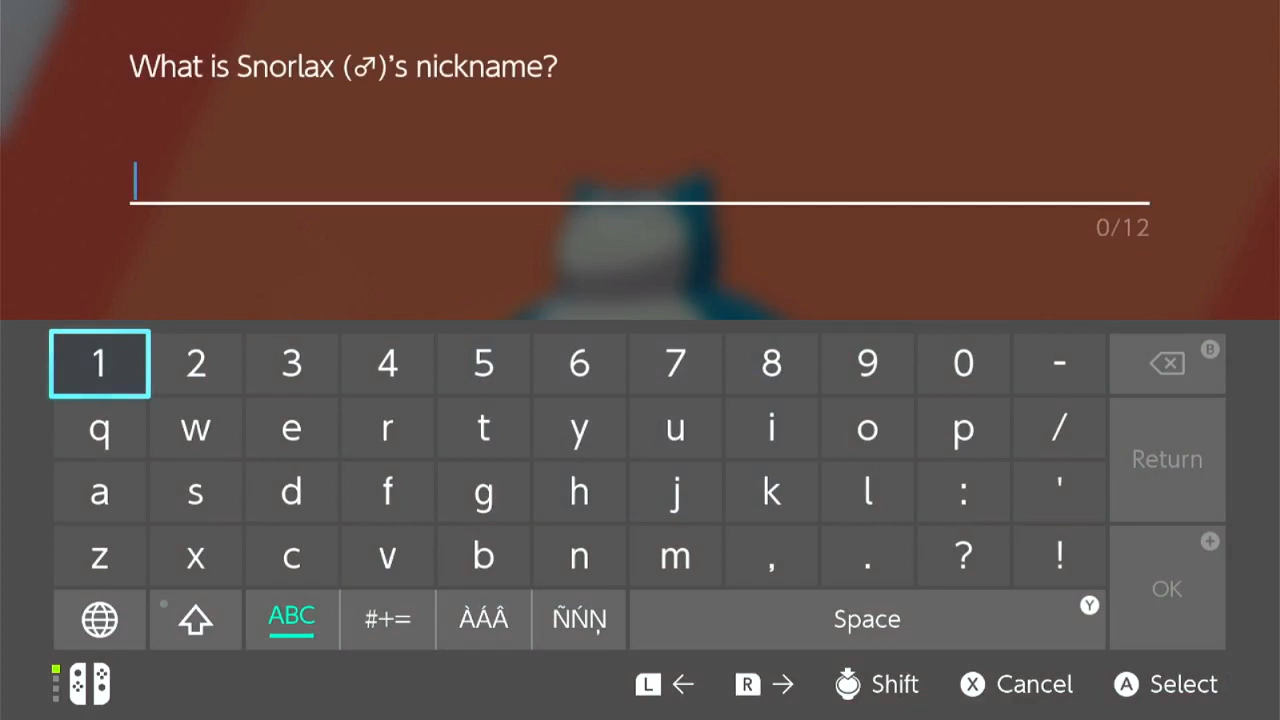 What is Snorlax (♂)'s nickname?
0/12
1 2 3 4 5 6 7 8 9 0 - B
q w e r t y u i o p /
Return
a s d f g h j k l : '
z x c v b n m , . ? ! +
OK
ABC #+= ÀÁÂ ÑŃŅ Space Y
L ← R → Shift X Cancel A Select